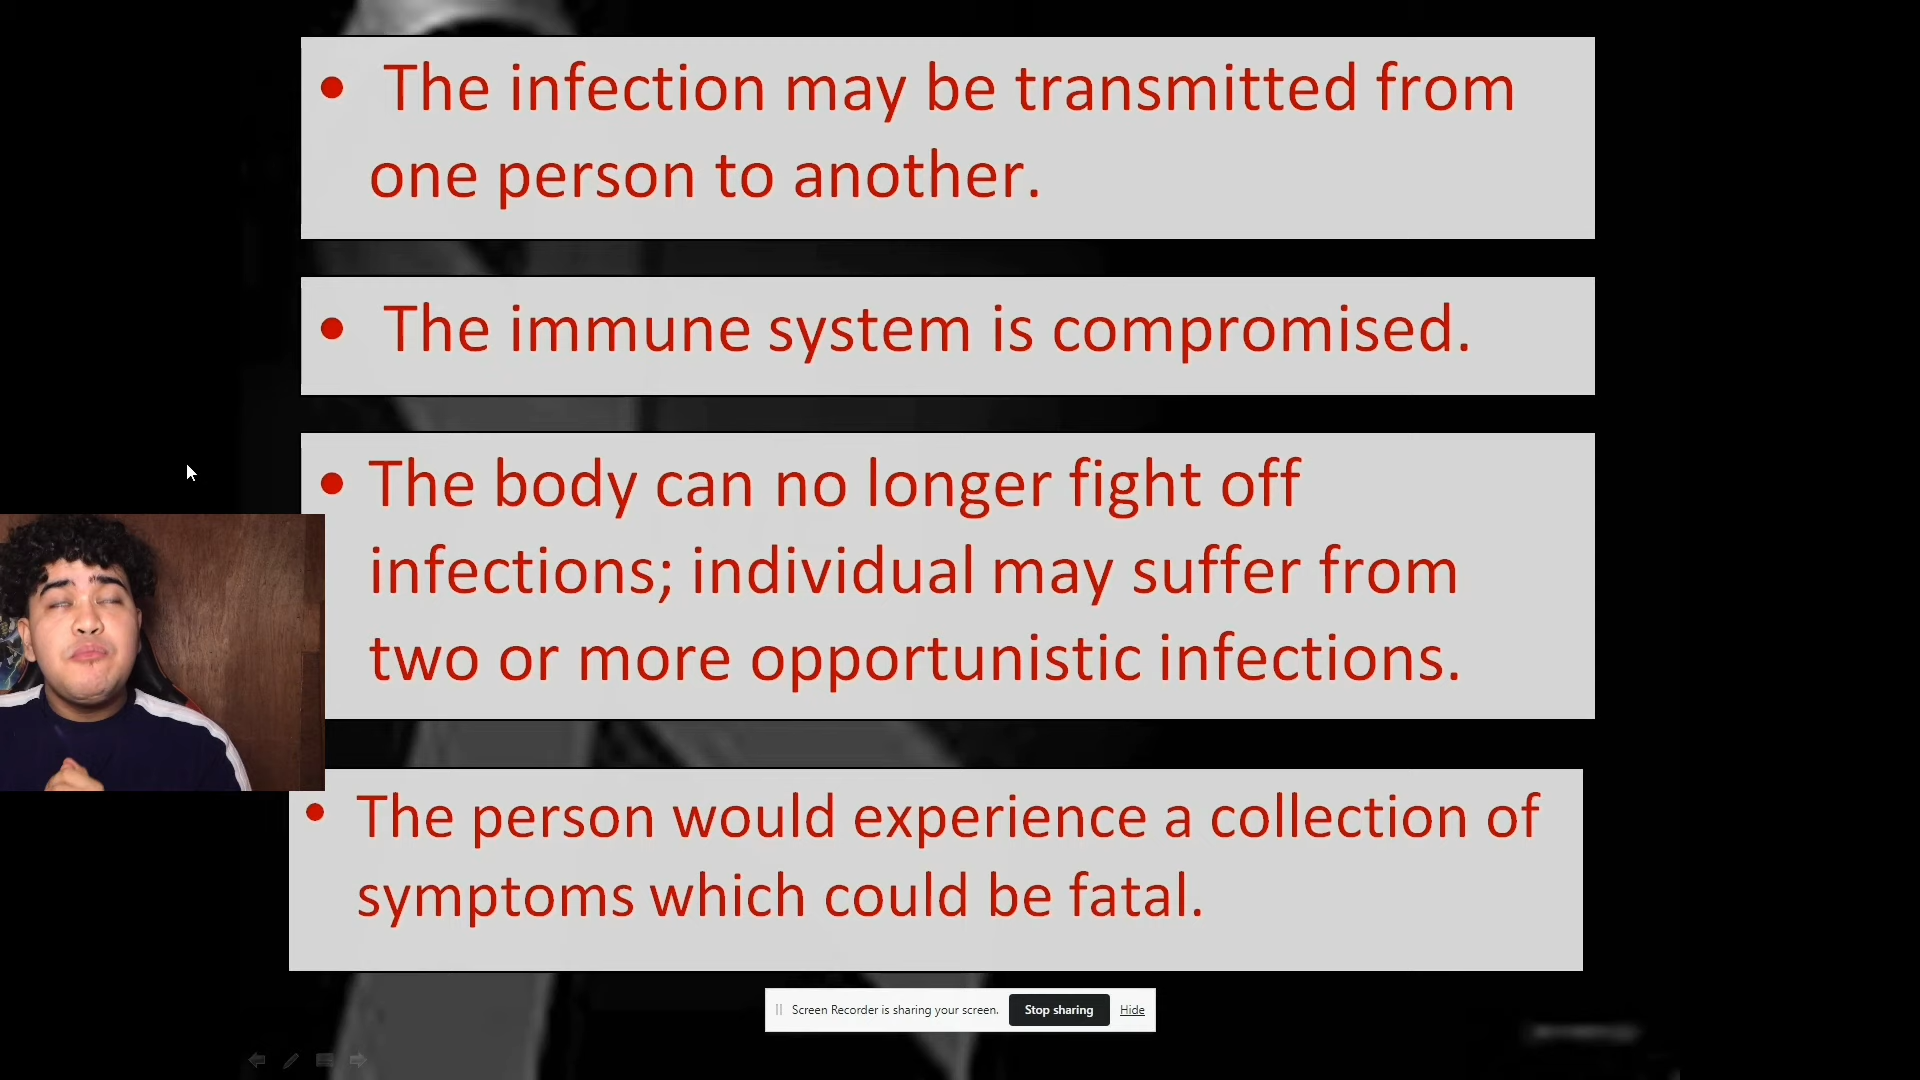 • The infection may be transmitted from
one person to another.
• The immune system is compromised.
• The body can no longer fight off
infections; individual may suffer from
two or more opportunistic infections.
• The person would experience a collection of
symptoms which could be fatal.
Screen Recorder is sharing your screen. Stop sharing Hide